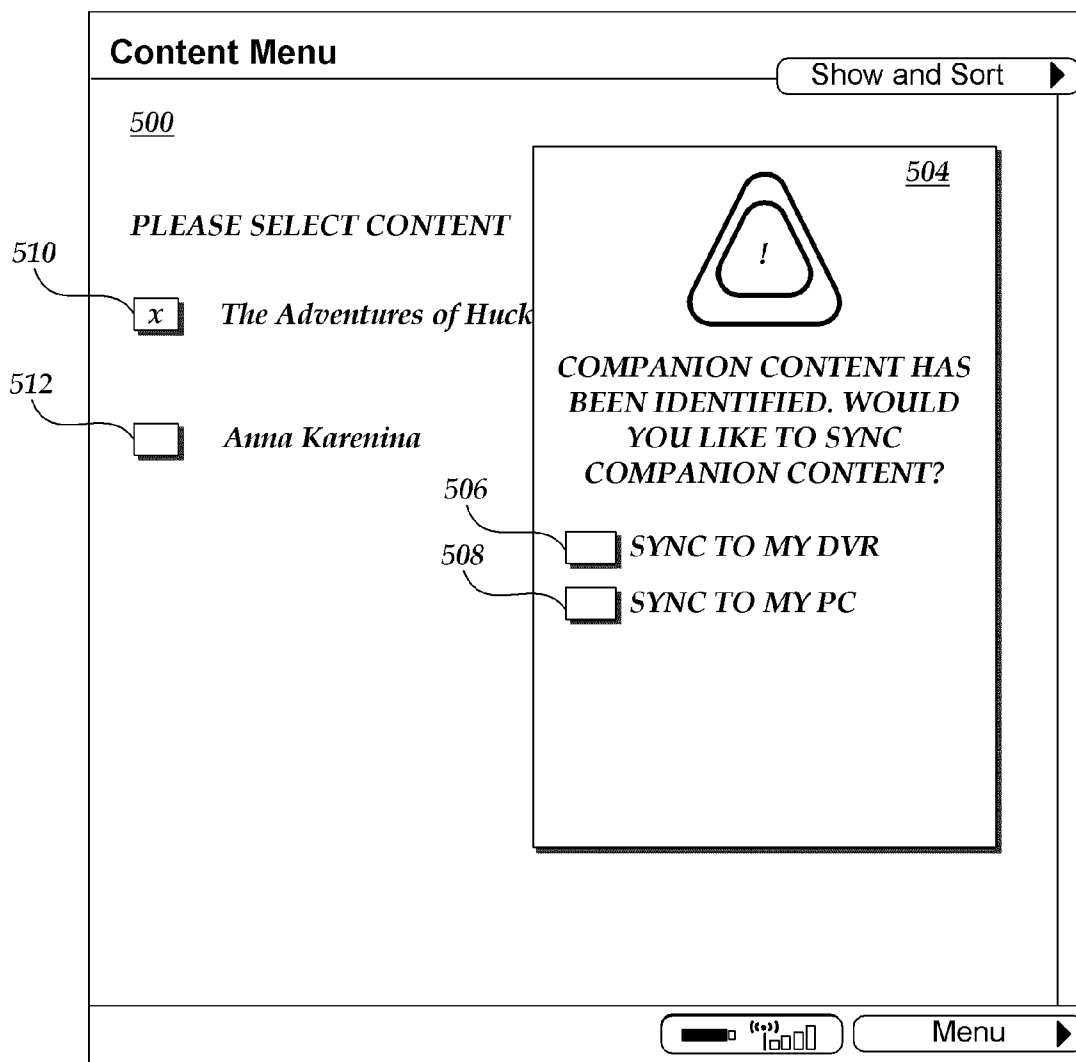 Content Menu
Show and Sort
500
504
!
PLEASE SELECT CONTENT
510
x The Adventures of Huck
COMPANION CONTENT HAS
BEEN IDENTIFIED. WOULD
YOU LIKE TO SYNC
COMPANION CONTENT?
512
Anna Karenina
506
SYNC TO MY DVR
508
SYNC TO MY PC
Menu